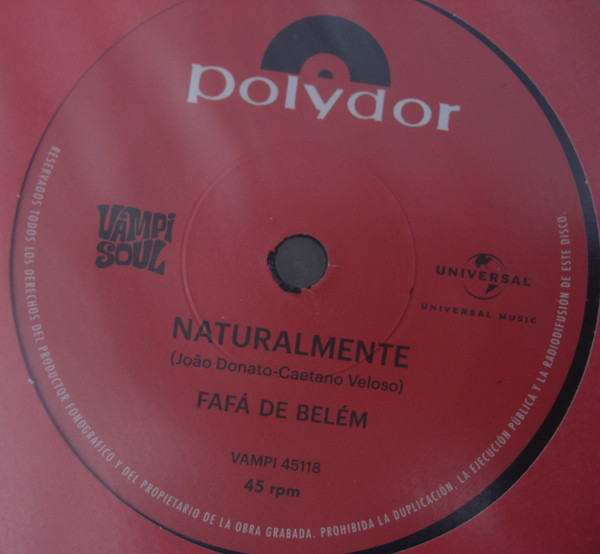 polydor
VAMPI
SOUL
UNIVERSAL
UNIVERSAL MUSIC
NATURALMENTE
(João Donato-Caetano Veloso)
FAFÁ DE BELÉM
VAMPI 45118
45 rpm
RESERVADOS TODOS LOS DERECHOS DEL PRODUCTOR FONOGRAFICO Y DEL PROPIETARIO DE LA OBRA GRABADA. PROHIBIDA LA DUPLICACIÓN, LA EJECUCIÓN PÚBLICA Y LA RADIODIFUSIÓN DE ESTE DISCO.